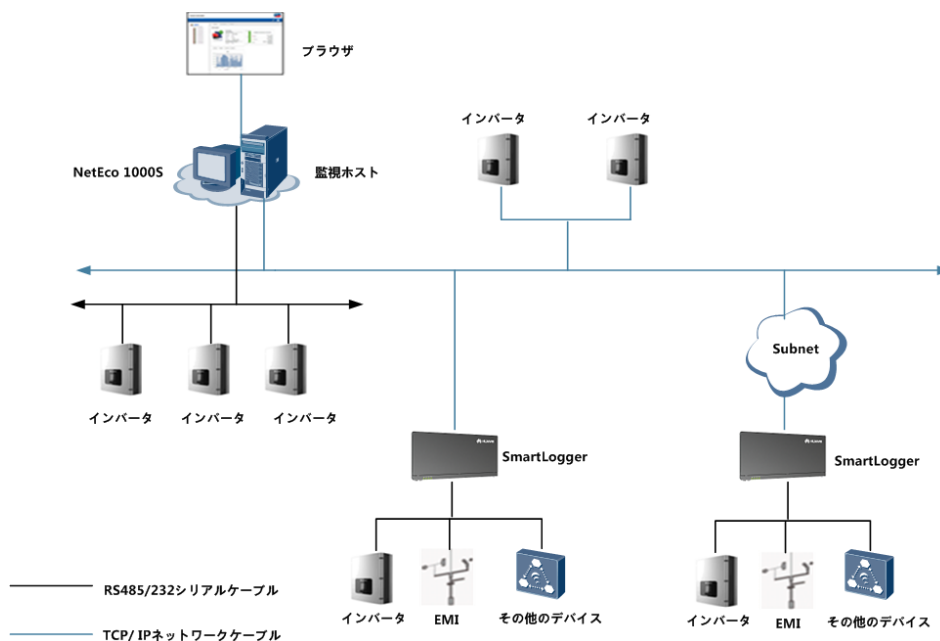 ブラウザ
インバータ
インバータ
NetEco 1000S
監視ホスト
Subnet
インバータ
インバータ
インバータ
SmartLogger
SmartLogger
RS485/232シリアルケーブル
インバータ
EMI
その他のデバイス
インバータ
EMI
その他のデバイス
TCP/ IPネットワークケーブル